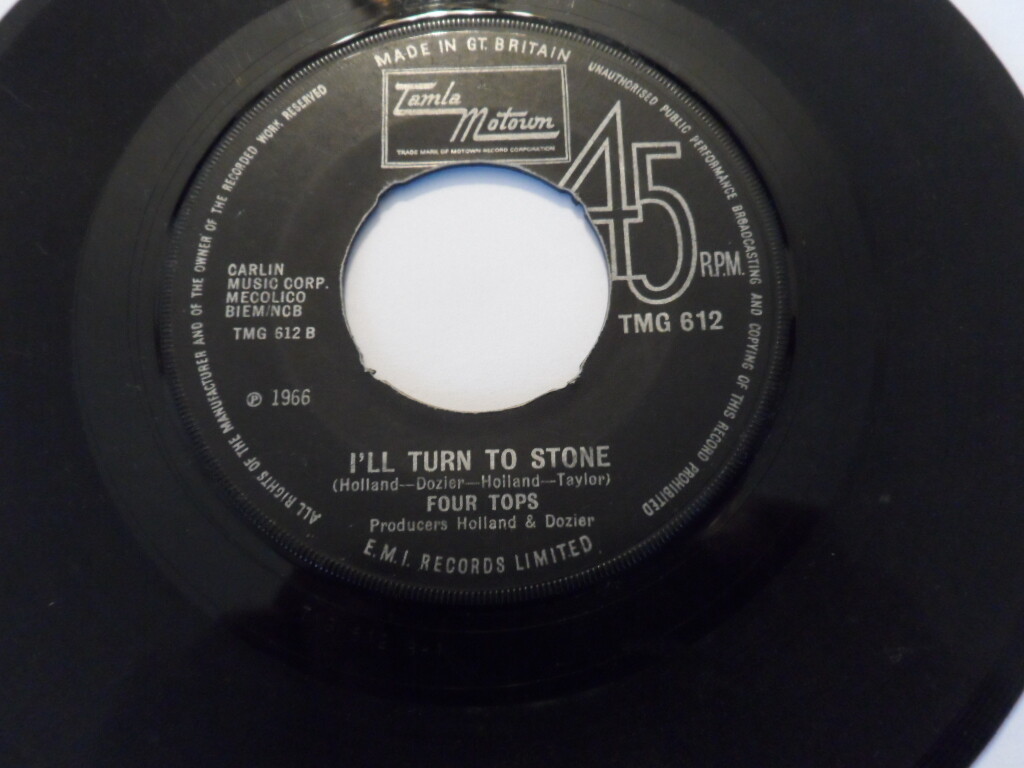 MADE IN GT. BRITAIN
UNAUTHORISED PUBLIC PERFORMANCE BROADCASTING AND COPYING OF THIS RECORD PROHIBITED
ALL RIGHTS OF THE MANUFACTURER AND OF THE OWNER OF THE RECORDED WORK RESERVED
Tamla
Motown
TRADE MARK OF MOTOWN RECORD CORPORATION
45
R.P.M.
CARLIN
MUSIC CORP.
MECOLICO
BIEM/NCB
TMG 612 B
TMG 612
℗ 1966
I'LL TURN TO STONE
(Holland—Dozier—Holland—Taylor)
FOUR TOPS
Producers Holland & Dozier
E.M.I. RECORDS LIMITED